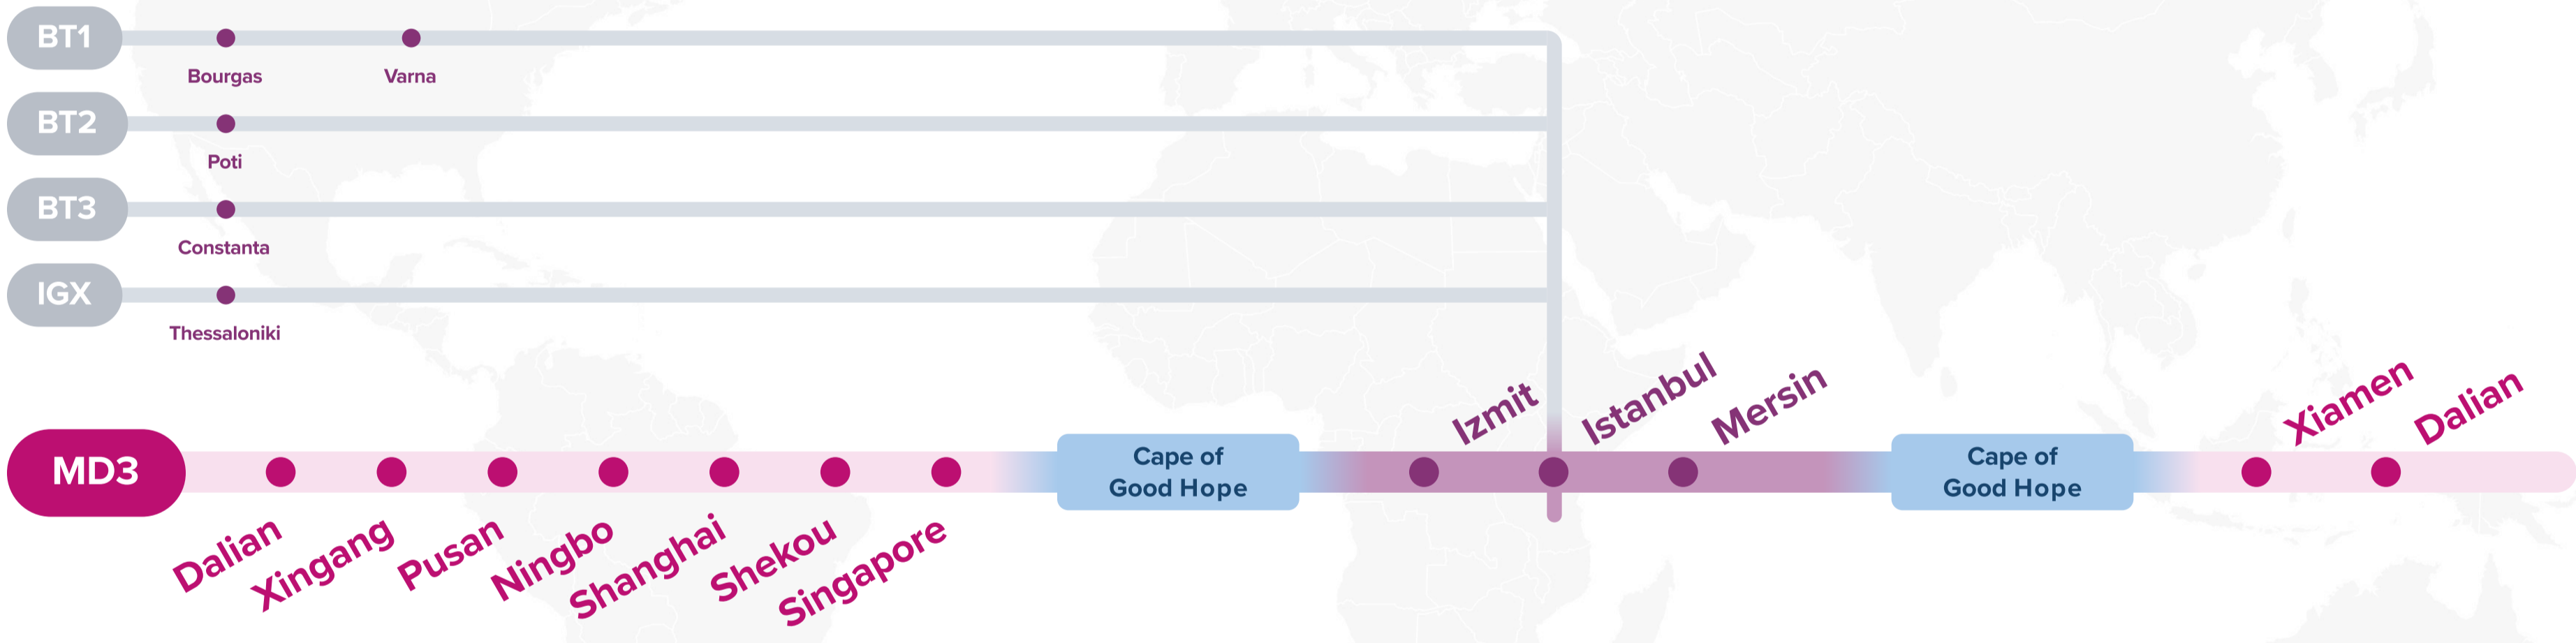 BT1
Bourgas
Varna
BT2
Poti
BT3
Constanta
IGX
Thessaloniki
MD3
Dalian
Xingang
Pusan
Ningbo
Shanghai
Shekou
Singapore
Cape of
Good Hope
Izmit
Istanbul
Mersin
Cape of
Good Hope
Xiamen
Dalian